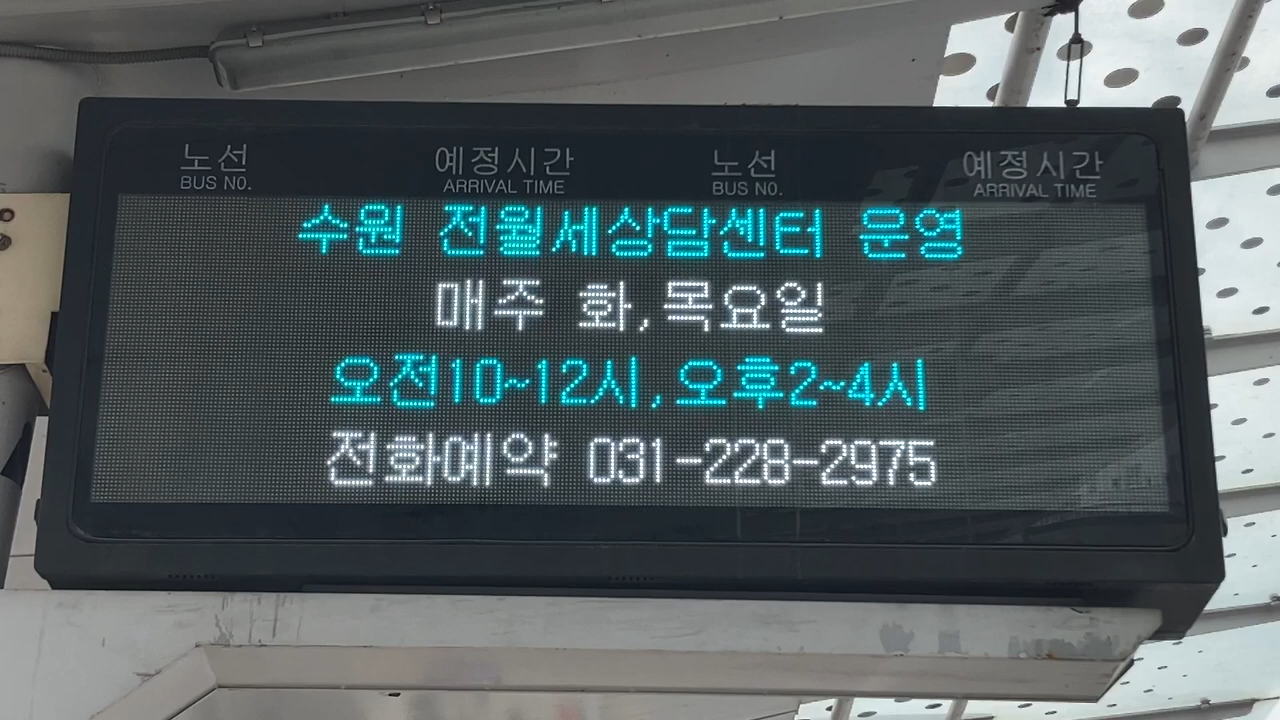 노선 예정시간 노선 예정시간
BUS NO. ARRIVAL TIME BUS NO. ARRIVAL TIME
수원 전월세상담센터 운영
매주 화,목요일
오전10~12시,오후2~4시
전화예약 031-228-2975